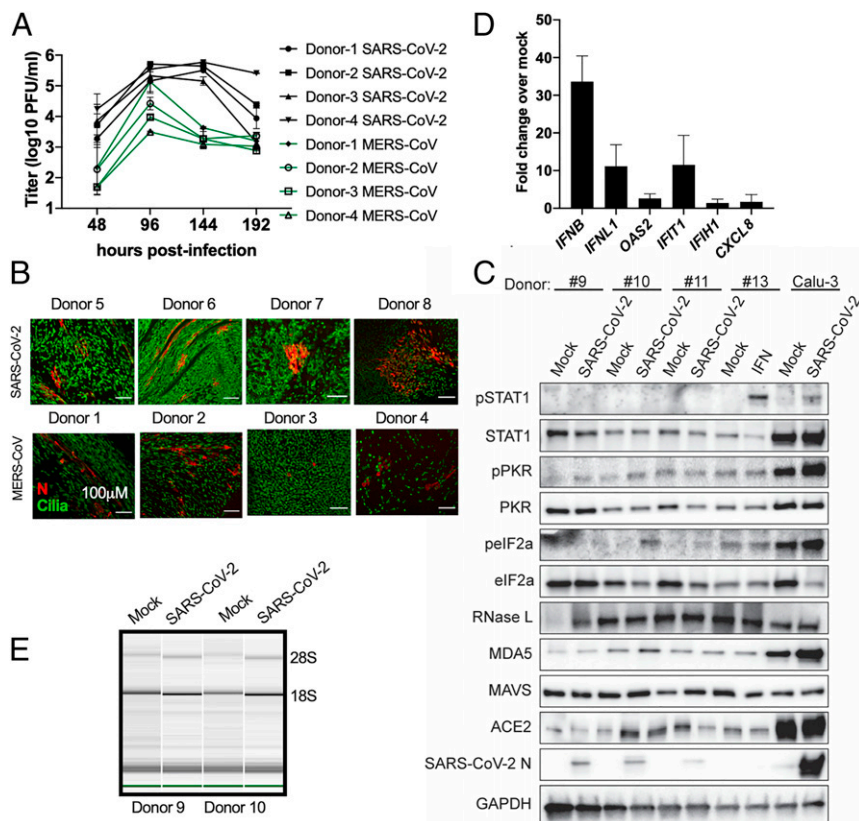 A
Titer (log10 PFU/ml)
6
5
4
3
2
1
48 96 144 192
hours post-infection
Donor-1 SARS-CoV-2
Donor-2 SARS-CoV-2
Donor-3 SARS-CoV-2
Donor-4 SARS-CoV-2
Donor-1 MERS-CoV
Donor-2 MERS-CoV
Donor-3 MERS-CoV
Donor-4 MERS-CoV
D
Fold change over mock
50
40
30
20
10
0
IFNB
IFNL1
OAS2
IFIT1
IFIH1
CXCL8
B
Donor 5 Donor 6 Donor 7 Donor 8
SARS-CoV-2
Donor 1 Donor 2 Donor 3 Donor 4
MERS-CoV
N
Cilia
100µM
C
Donor: #9 #10 #11 #13 Calu-3
Mock SARS-CoV-2 Mock SARS-CoV-2 Mock SARS-CoV-2 Mock IFN Mock SARS-CoV-2
pSTAT1
STAT1
pPKR
PKR
peIF2a
eIF2a
RNase L
MDA5
MAVS
ACE2
SARS-CoV-2 N
GAPDH
E
Mock SARS-CoV-2 Mock SARS-CoV-2
28S
18S
Donor 9 Donor 10